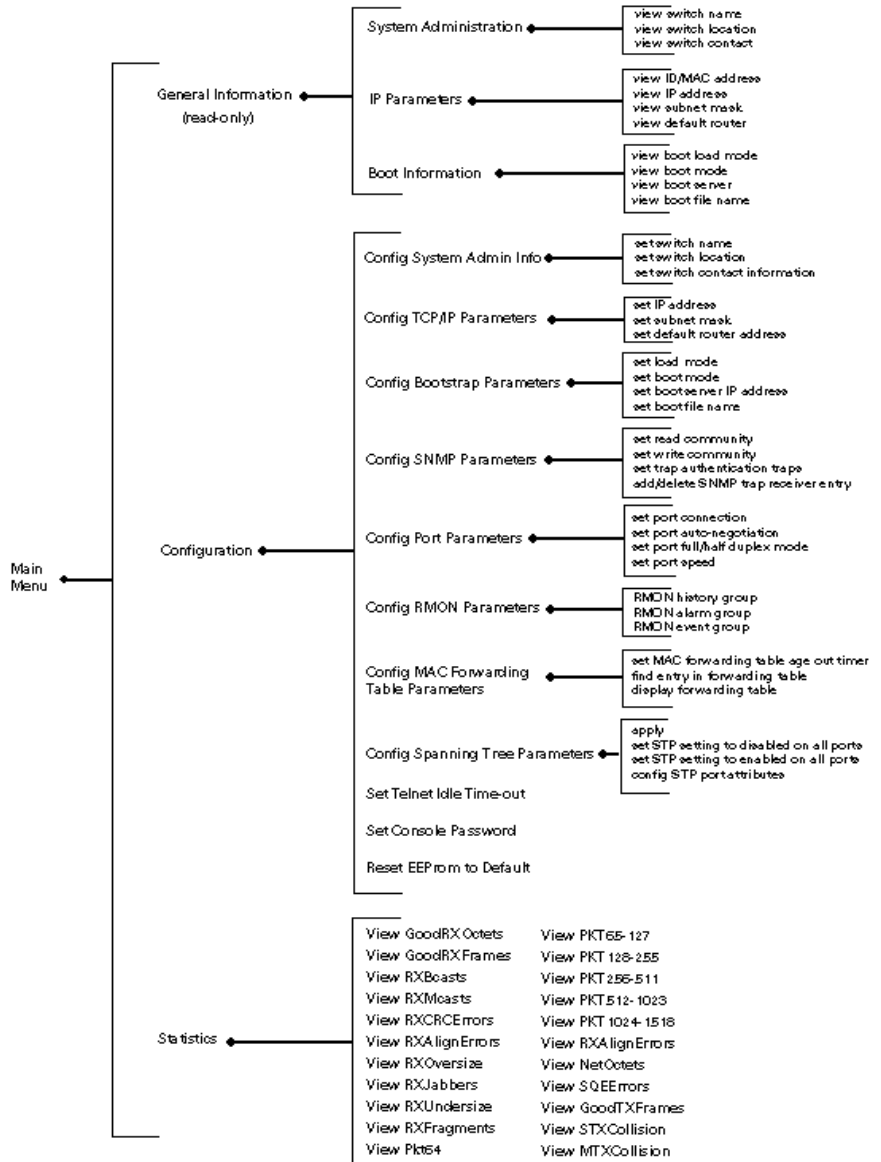 System Administration
view switch name
view switch location
view switch contact
General Information
(read-only)
IP Parameters
view ID/MAC address
view IP address
view subnet mask
view default router
Boot Information
view boot load mode
view boot mode
view boot server
view boot file name
Main
Menu
Configuration
Config System Admin Info
set switch name
set switch location
set switch contact information
Config TCP/IP Parameters
set IP address
set subnet mask
set default router address
Config Bootstrap Parameters
set load mode
set boot mode
set boot server IP address
set boot file name
Config SNMP Parameters
set read community
set write community
set trap authentication traps
add/delete SNMP trap receiver entry
Config Port Parameters
set port connection
set port auto-negotiation
set port full/half duplex mode
set port speed
Config RMON Parameters
RMON history group
RMON alarm group
RMON event group
Config MAC Forwarding
Table Parameters
set MAC forwarding table age out timer
find entry in forwarding table
display forwarding table
Config Spanning Tree Parameters
apply
set STP setting to disabled on all ports
set STP setting to enabled on all ports
config STP port attributes
Set Telnet Idle Time-out
Set Console Password
Reset EEProm to Default
Statistics
View GoodRXOctets
View GoodRXFrames
View RXBcasts
View RXMcasts
View RXCRCErrors
View RXAlignErrors
View RXOversize
View RXJabbers
View RXUndersize
View RXFragments
View Pkt64
View PKT65-127
View PKT128-255
View PKT256-511
View PKT512-1023
View PKT1024-1518
View RXAlignErrors
View NetOctets
View SQEErrors
View GoodTXFrames
View STXCollision
View MTXCollision